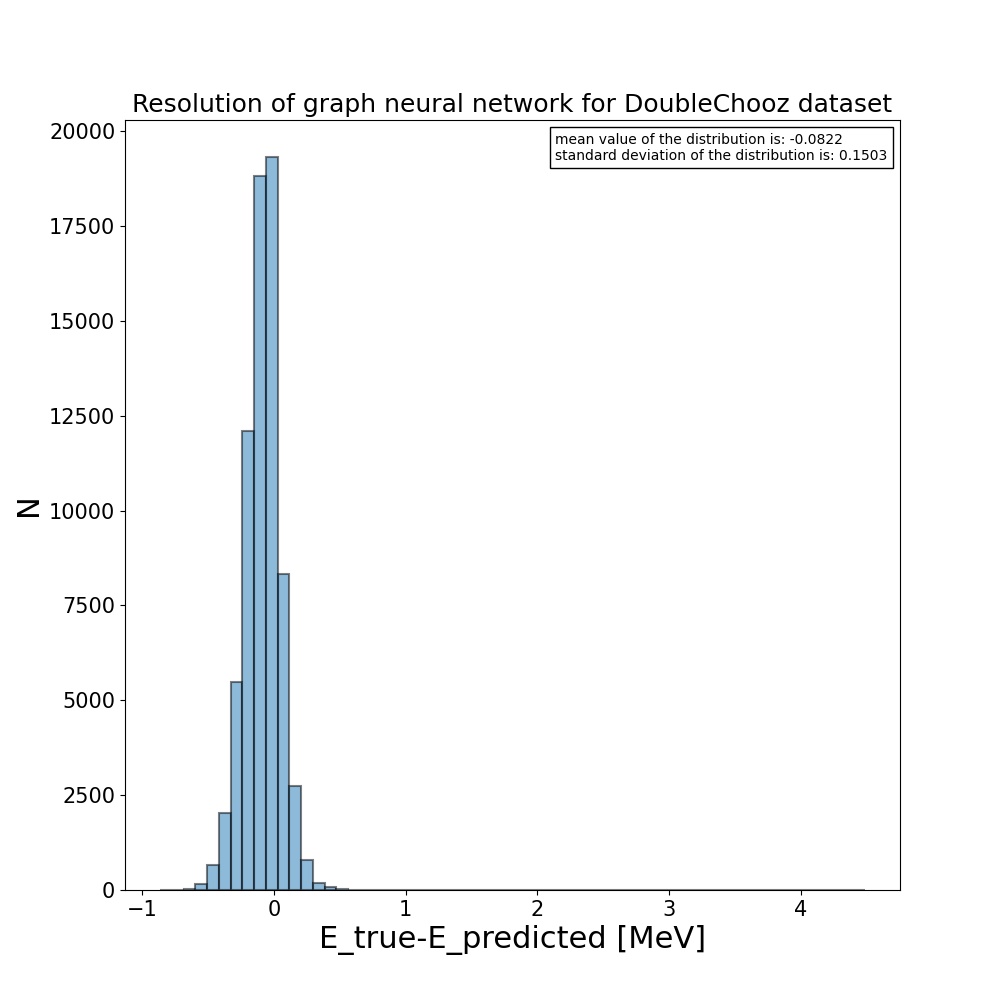 Resolution of graph neural network for DoubleChooz dataset
mean value of the distribution is: -0.0822
standard deviation of the distribution is: 0.1503
20000
17500
15000
12500
10000
7500
5000
2500
0
N
−1 0 1 2 3 4
E_true-E_predicted [MeV]